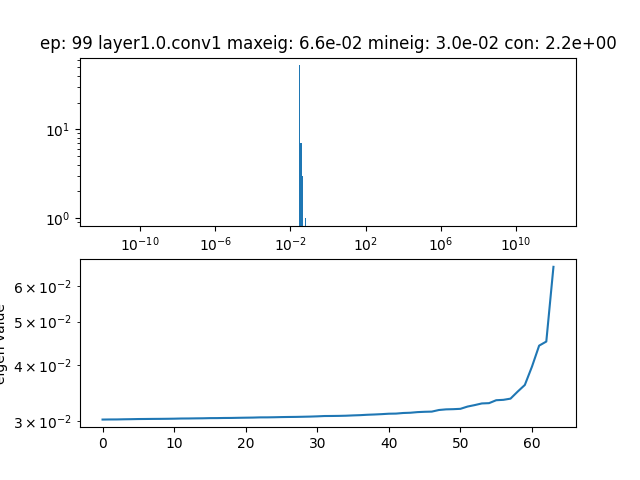 ep: 99 layer1.0.conv1 maxeig: 6.6e-02 mineig: 3.0e-02 con: 2.2e+00
10¹
10⁰
10⁻¹⁰ 10⁻⁶ 10⁻² 10² 10⁶ 10¹⁰
6 × 10⁻²
5 × 10⁻²
4 × 10⁻²
3 × 10⁻²
eigen value
0 10 20 30 40 50 60